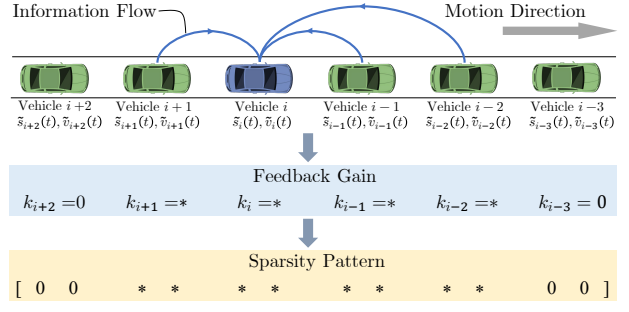 Information Flow
Motion Direction
Vehicle i+2 Vehicle i+1 Vehicle i Vehicle i−1 Vehicle i−2 Vehicle i−3
s̃ᵢ₊₂(t), ṽᵢ₊₂(t) s̃ᵢ₊₁(t), ṽᵢ₊₁(t) s̃ᵢ(t), ṽᵢ(t) s̃ᵢ₋₁(t), ṽᵢ₋₁(t) s̃ᵢ₋₂(t), ṽᵢ₋₂(t) s̃ᵢ₋₃(t), ṽᵢ₋₃(t)
Feedback Gain
kᵢ₊₂ =0 kᵢ₊₁ =* kᵢ =* kᵢ₋₁ =* kᵢ₋₂ =* kᵢ₋₃ = 0
Sparsity Pattern
[ 0 0 * * * * * * * * 0 0 ]